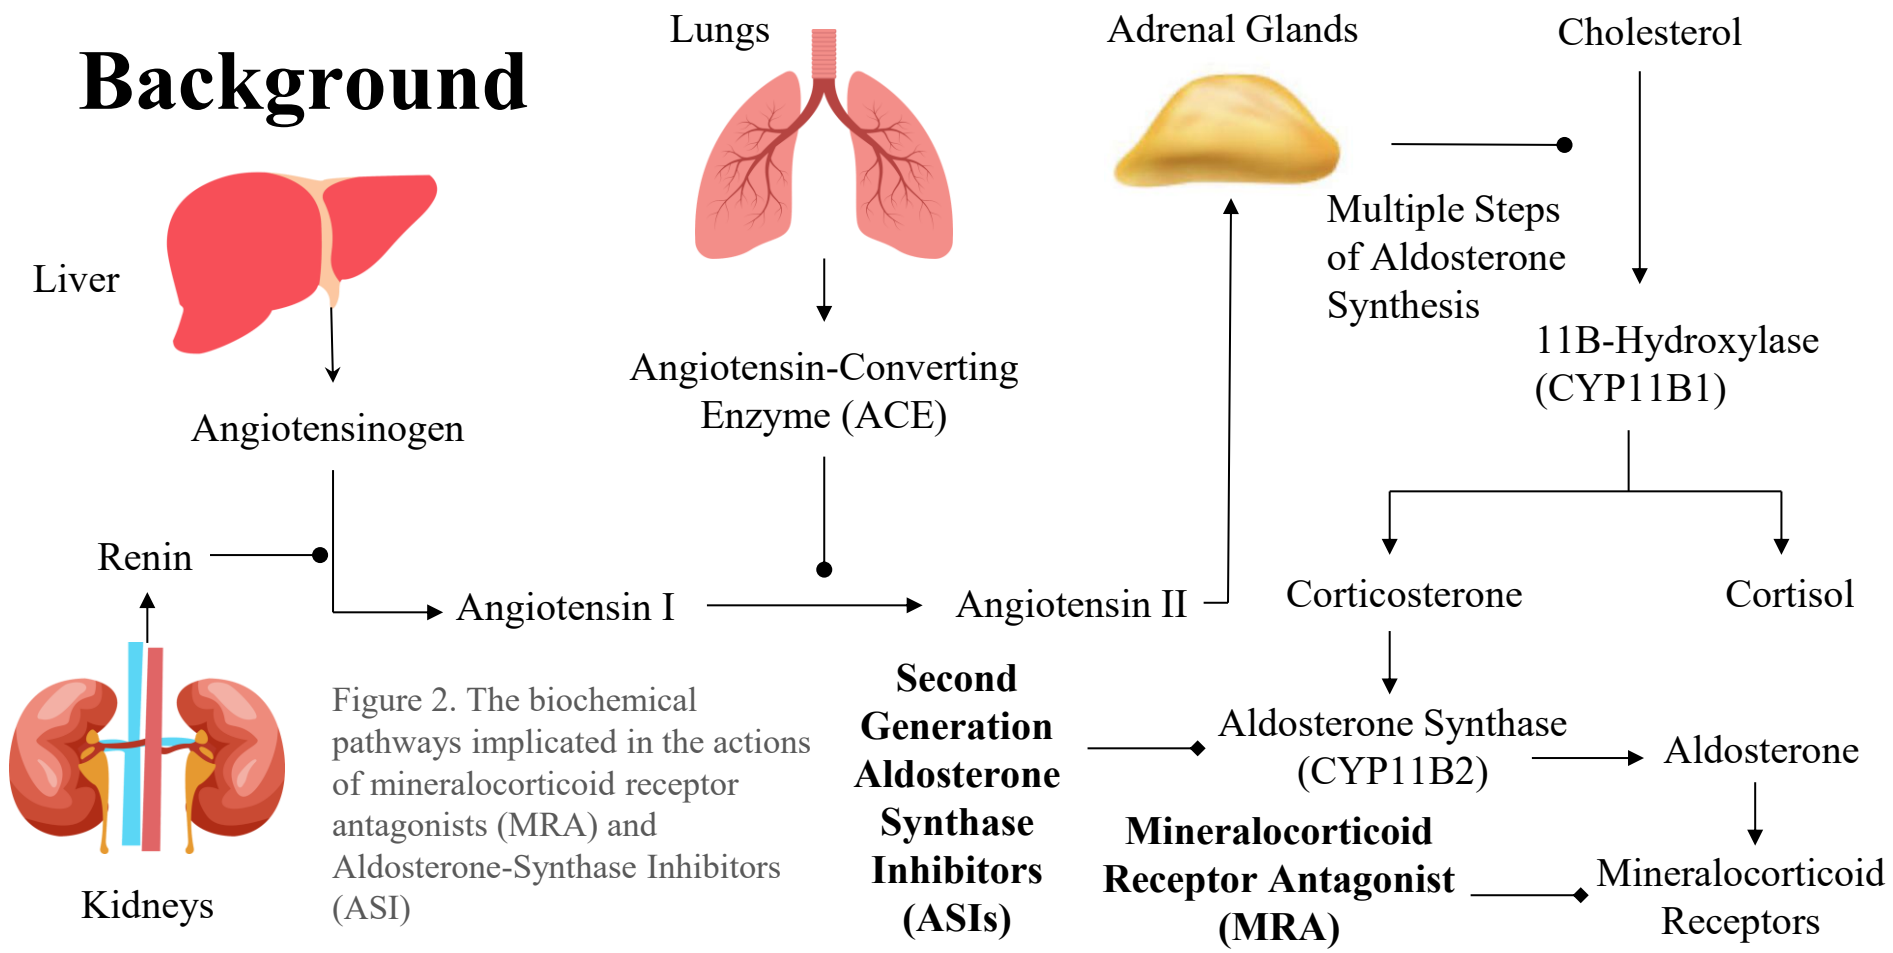 Background
Lungs
Adrenal Glands
Cholesterol
Liver
Multiple Steps
of Aldosterone
Synthesis
Angiotensin-Converting
Enzyme (ACE)
11B-Hydroxylase
(CYP11B1)
Angiotensinogen
Renin
Angiotensin I
Angiotensin II
Corticosterone
Cortisol
Kidneys
Figure 2. The biochemical
pathways implicated in the actions
of mineralocorticoid receptor
antagonists (MRA) and
Aldosterone-Synthase Inhibitors
(ASI)
Second
Generation
Aldosterone
Synthase
Inhibitors
(ASIs)
Aldosterone Synthase
(CYP11B2)
Aldosterone
Mineralocorticoid
Receptor Antagonist
(MRA)
Mineralocorticoid
Receptors